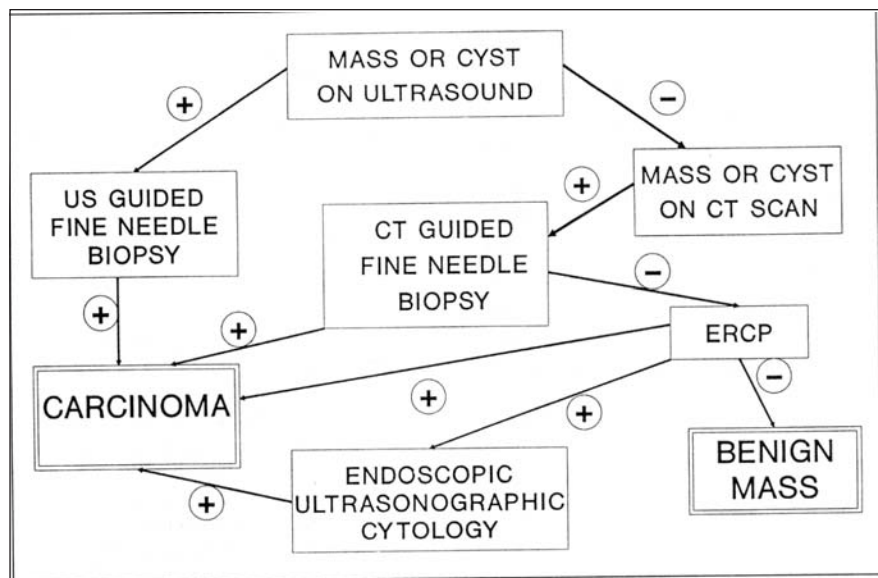 MASS OR CYST
ON ULTRASOUND
+
−
US GUIDED
FINE NEEDLE
BIOPSY
MASS OR CYST
ON CT SCAN
+
CT GUIDED
FINE NEEDLE
BIOPSY
−
+
+
ERCP
CARCINOMA
+
+
−
ENDOSCOPIC
ULTRASONOGRAPHIC
CYTOLOGY
+
BENIGN
MASS